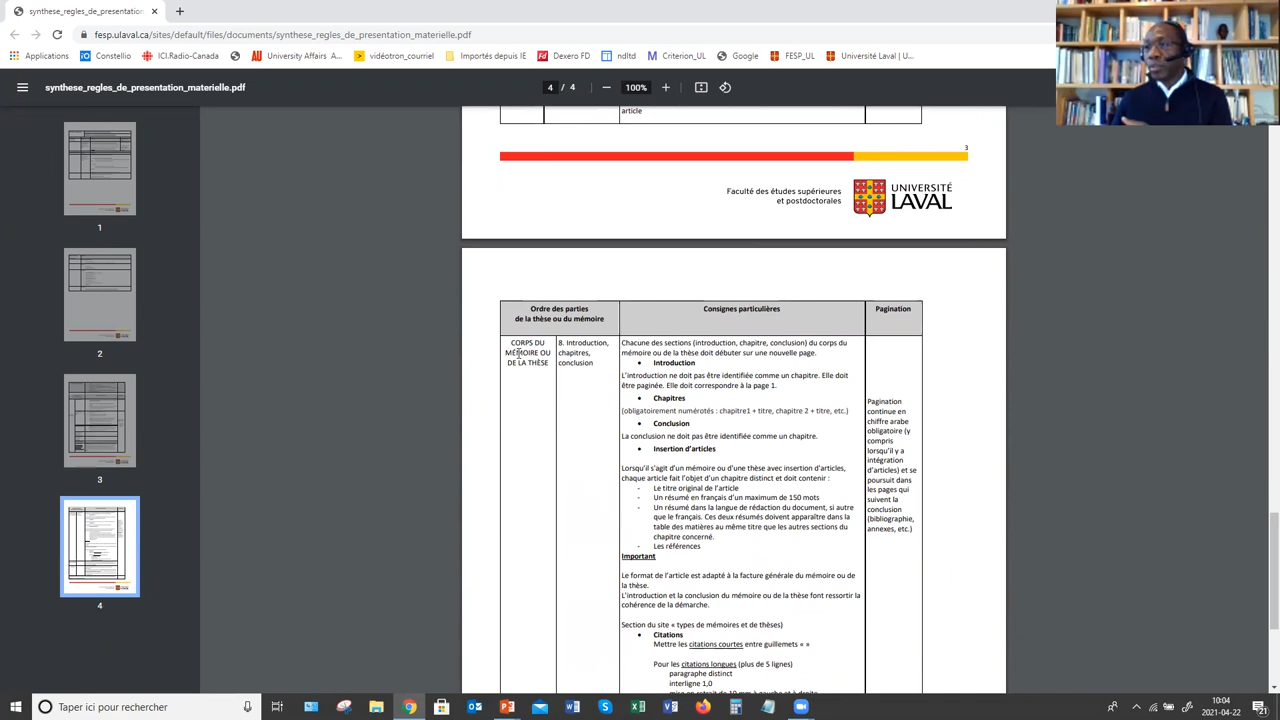 synthese_regles_de_presentation
fesp.ulaval.ca/sites/default/files/documents/synthese_regles_de_presentation_materielle.pdf
Applications
Constellio
ICI.Radio-Canada
University Affairs A...
vidéotron_courriel
Importés depuis IE
Dexero FD
ndltd
Criterion_UL
Google
FESP_UL
Université Laval | U...
synthese_regles_de_presentation_materielle.pdf
4 / 4
100%
1
2
3
4
article
3
Faculté des études supérieures
et postdoctorales
UNIVERSITÉ
LAVAL
Ordre des parties
de la thèse ou du mémoire
Consignes particulières
Pagination
CORPS DU
MÉMOIRE OU
DE LA THÈSE
8. Introduction,
chapitres,
conclusion
Chacune des sections (introduction, chapitre, conclusion) du corps du
mémoire ou de la thèse doit débuter sur une nouvelle page.
• Introduction
L'introduction ne doit pas être identifiée comme un chapitre. Elle doit
être paginée. Elle doit correspondre à la page 1.
• Chapitres
(obligatoirement numérotés : chapitre1 + titre, chapitre 2 + titre, etc.)
• Conclusion
La conclusion ne doit pas être identifiée comme un chapitre.
• Insertion d'articles
Lorsqu'il s'agit d'un mémoire ou d'une thèse avec insertion d'articles,
chaque article fait l'objet d'un chapitre distinct et doit contenir :
- Le titre original de l'article
- Un résumé en français d'un maximum de 150 mots
- Un résumé dans la langue de rédaction du document, si autre
que le français. Ces deux résumés doivent apparaître dans la
table des matières au même titre que les autres sections du
chapitre concerné.
- Les références
Important
Le format de l'article est adapté à la facture générale du mémoire ou de
la thèse.
L'introduction et la conclusion du mémoire ou de la thèse font ressortir la
cohérence de la démarche.
Section du site « types de mémoires et de thèses)
• Citations
Mettre les citations courtes entre guillemets « »
Pour les citations longues (plus de 5 lignes)
paragraphe distinct
interligne 1,0
mise en retrait de 10 mm à gauche et à droite
Pagination
continue en
chiffre arabe
obligatoire (y
compris
lorsqu'il y a
intégration
d'articles) et se
poursuit dans
les pages qui
suivent la
conclusion
(bibliographie,
annexes, etc.)
Taper ici pour rechercher
10:04
2021-04-22
21